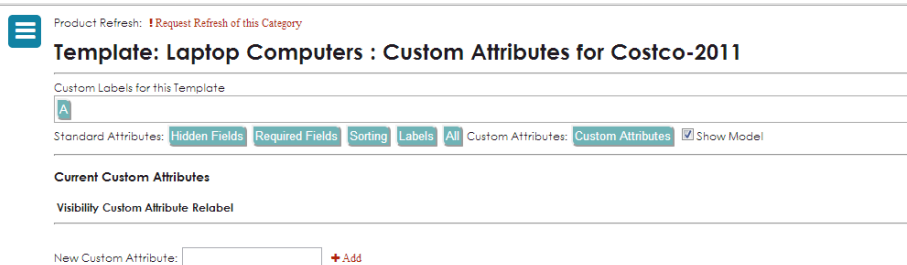 Product Refresh: ! Request Refresh of this Category
Template: Laptop Computers : Custom Attributes for Costco-2011
Custom Labels for this Template
A
Standard Attributes: Hidden Fields Required Fields Sorting Labels All Custom Attributes: Custom Attributes Show Model
Current Custom Attributes
Visibility Custom Attribute Relabel
New Custom Attribute: + Add